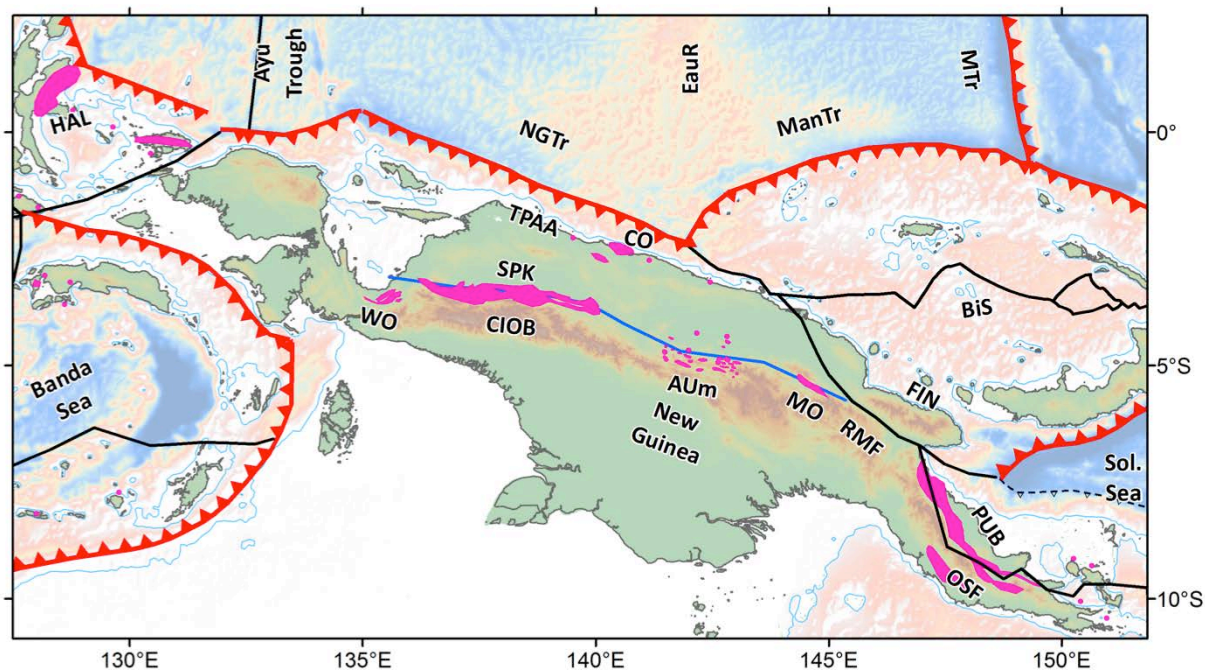 Ayu
Trough
EauR
MTr
HAL
NGTr
ManTr
0°
TPAA
CO
SPK
WO
CIOB
BiS
Banda
Sea
AUm
New
Guinea
MO
RMF
FIN
5°S
Sol.
Sea
PUB
OSF
10°S
130°E
135°E
140°E
145°E
150°E